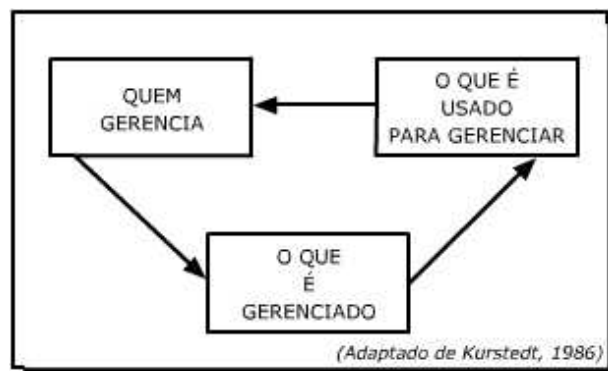 QUEM
GERENCIA
O QUE É
USADO
PARA GERENCIAR
O QUE
É
GERENCIADO
(Adaptado de Kurstedt, 1986)